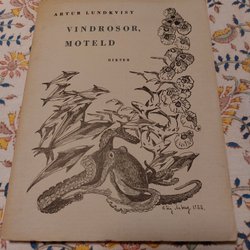 ARTUR LUNDKVIST
VINDROSOR,
MOTELD
DIKTER